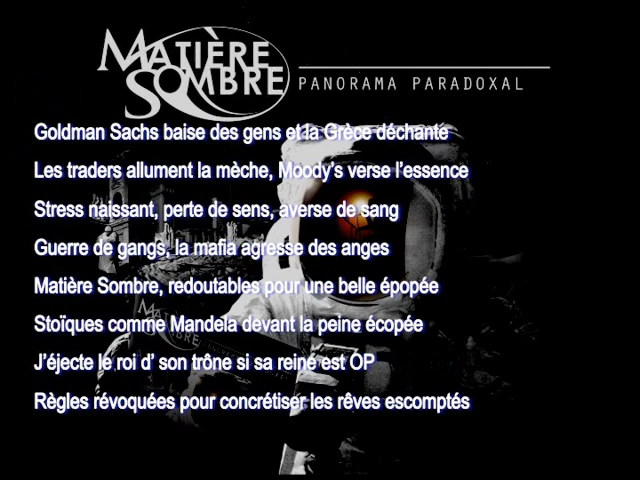 MATIÈRE
SOMBRE
PANORAMA PARADOXAL
Goldman Sachs baise des gens et la Grèce déchante
Les traders allument la mèche, Moody's verse l'essence
Stress naissant, perte de sens, averse de sang
Guerre de gangs, la mafia agresse des anges
Matière Sombre, redoutables pour une belle épopée
Stoïques comme Mandela devant la peine écopée
J'éjecte le roi d' son trône si sa reine est OP
Règles révoquées pour concrétiser les rêves escomptés
MATIÈRE
SOMBRE